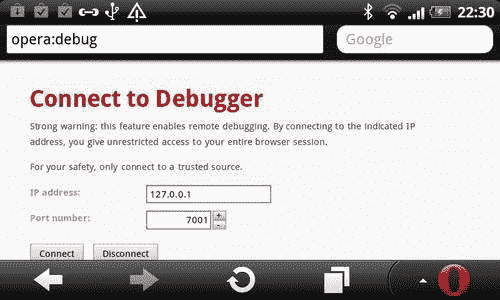 22:30
opera:debug
Google
Connect to Debugger
Strong warning: this feature enables remote debugging. By connecting to the indicated IP
address, you give unrestricted access to your entire browser session.
For your safety, only connect to a trusted source.
IP address:
127.0.0.1
Port number:
7001
Connect
Disconnect